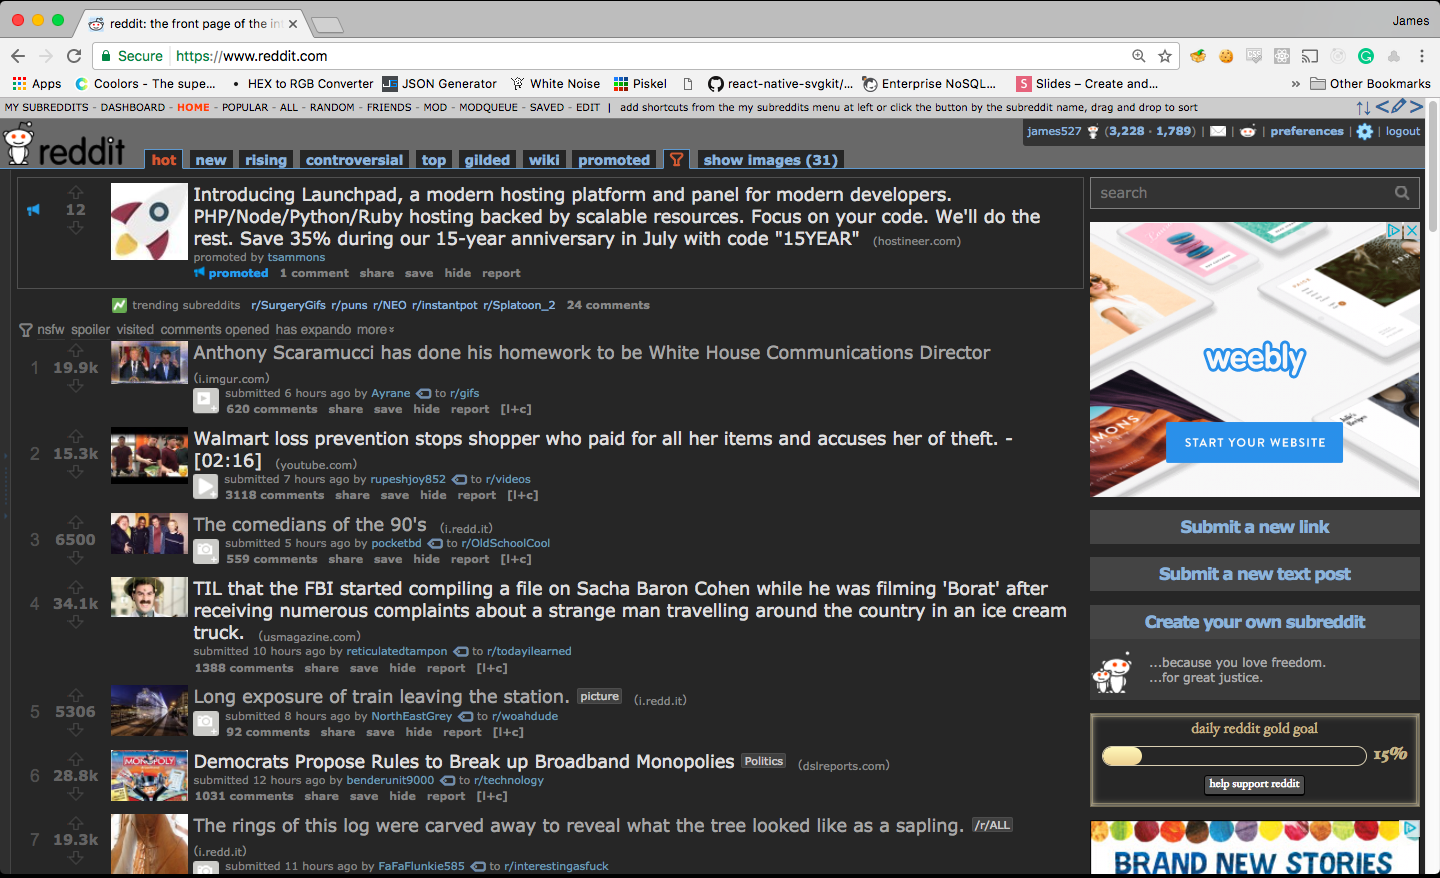 reddit: the front page of the in
James
Secure https://www.reddit.com
Apps Coolors - The supe... • HEX to RGB Converter JSON Generator White Noise Piskel react-native-svgkit/... Enterprise NoSQL... S Slides – Create and... » Other Bookmarks
MY SUBREDDITS - DASHBOARD - HOME - POPULAR - ALL - RANDOM - FRIENDS - MOD - MODQUEUE - SAVED - EDIT | add shortcuts from the my subreddits menu at left or click the button by the subreddit name, drag and drop to sort
james527 (3,228 · 1,789) | | | preferences | | logout
reddit hot new rising controversial top gilded wiki promoted show images (31)
search
12
Introducing Launchpad, a modern hosting platform and panel for modern developers.
PHP/Node/Python/Ruby hosting backed by scalable resources. Focus on your code. We'll do the
rest. Save 35% during our 15-year anniversary in July with code "15YEAR" (hostineer.com)
promoted by tsammons
promoted 1 comment share save hide report
trending subreddits r/SurgeryGifs r/puns r/NEO r/instantpot r/Splatoon_2 24 comments
nsfw spoiler visited comments opened has expando more
1 19.9k
Anthony Scaramucci has done his homework to be White House Communications Director
(i.imgur.com)
submitted 6 hours ago by Ayrane to r/gifs
620 comments share save hide report [l+c]
2 15.3k
Walmart loss prevention stops shopper who paid for all her items and accuses her of theft. -
[02:16] (youtube.com)
submitted 7 hours ago by rupeshjoy852 to r/videos
3118 comments share save hide report [l+c]
3 6500
The comedians of the 90's (i.redd.it)
submitted 5 hours ago by pocketbd to r/OldSchoolCool
559 comments share save hide report [l+c]
4 34.1k
TIL that the FBI started compiling a file on Sacha Baron Cohen while he was filming 'Borat' after
receiving numerous complaints about a strange man travelling around the country in an ice cream
truck. (usmagazine.com)
submitted 10 hours ago by reticulatedtampon to r/todayilearned
1388 comments share save hide report [l+c]
5 5306
Long exposure of train leaving the station. picture (i.redd.it)
submitted 8 hours ago by NorthEastGrey to r/woahdude
92 comments share save hide report [l+c]
6 28.8k
MONOPOLY
Democrats Propose Rules to Break up Broadband Monopolies Politics (dslreports.com)
submitted 12 hours ago by benderunit9000 to r/technology
1031 comments share save hide report [l+c]
7 19.3k
The rings of this log were carved away to reveal what the tree looked like as a sapling. /r/ALL
(i.redd.it)
submitted 11 hours ago by FaFaFlunkie585 to r/interestingasfuck
weebly
START YOUR WEBSITE
Submit a new link
Submit a new text post
Create your own subreddit
...because you love freedom.
...for great justice.
daily reddit gold goal
15%
help support reddit
BRAND NEW STORIES